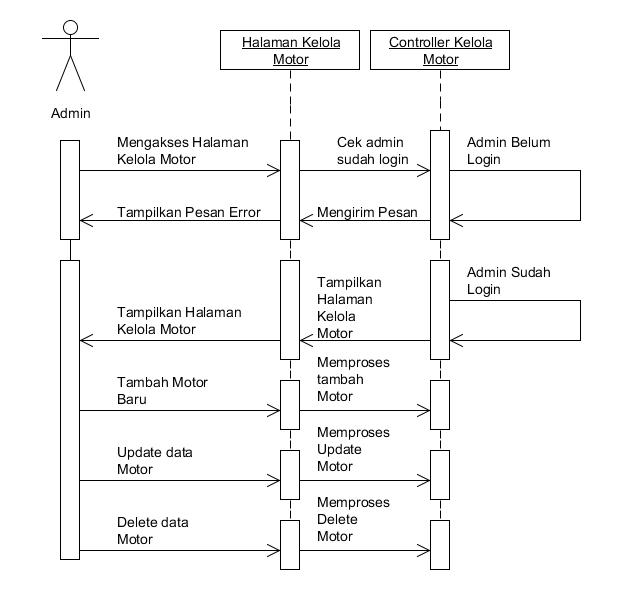 Halaman Kelola
Motor
Controller Kelola
Motor
Admin
Mengakses Halaman
Kelola Motor
Cek admin
sudah login
Admin Belum
Login
Tampilkan Pesan Error
Mengirim Pesan
Admin Sudah
Login
Tampilkan
Halaman
Kelola
Motor
Tampilkan Halaman
Kelola Motor
Memproses
tambah
Motor
Tambah Motor
Baru
Memproses
Update
Motor
Update data
Motor
Memproses
Delete
Motor
Delete data
Motor